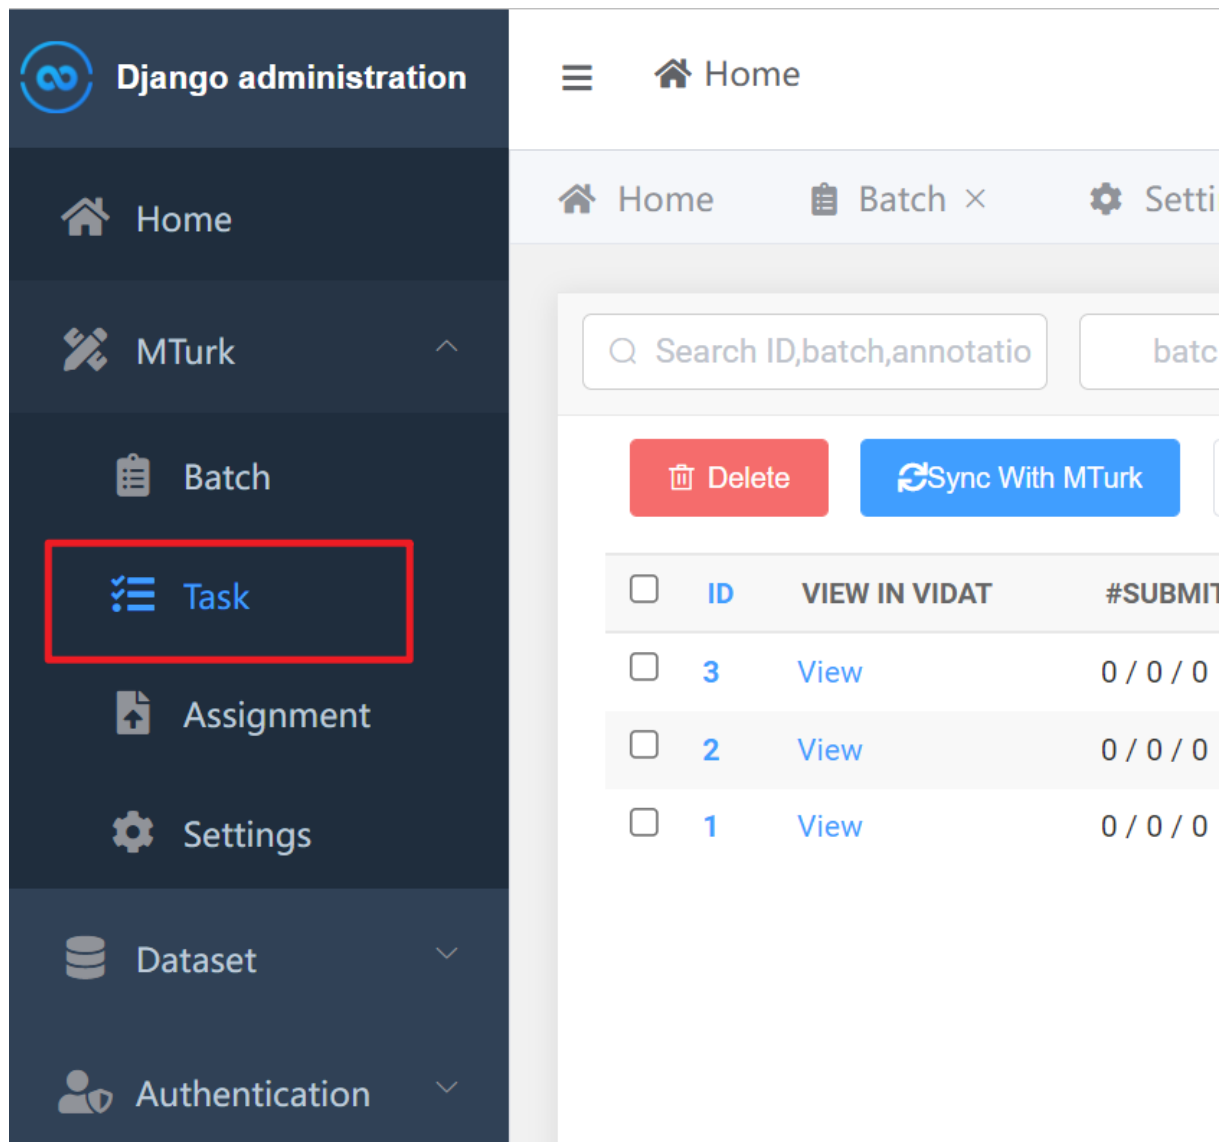 Django administration
Home
MTurk
Batch
Task
Assignment
Settings
Dataset
Authentication
Home
Home
Batch ×
Setti
Search ID,batch,annotatio
batc
Delete
Sync With MTurk
ID VIEW IN VIDAT #SUBMIT
3 View 0 / 0 / 0
2 View 0 / 0 / 0
1 View 0 / 0 / 0